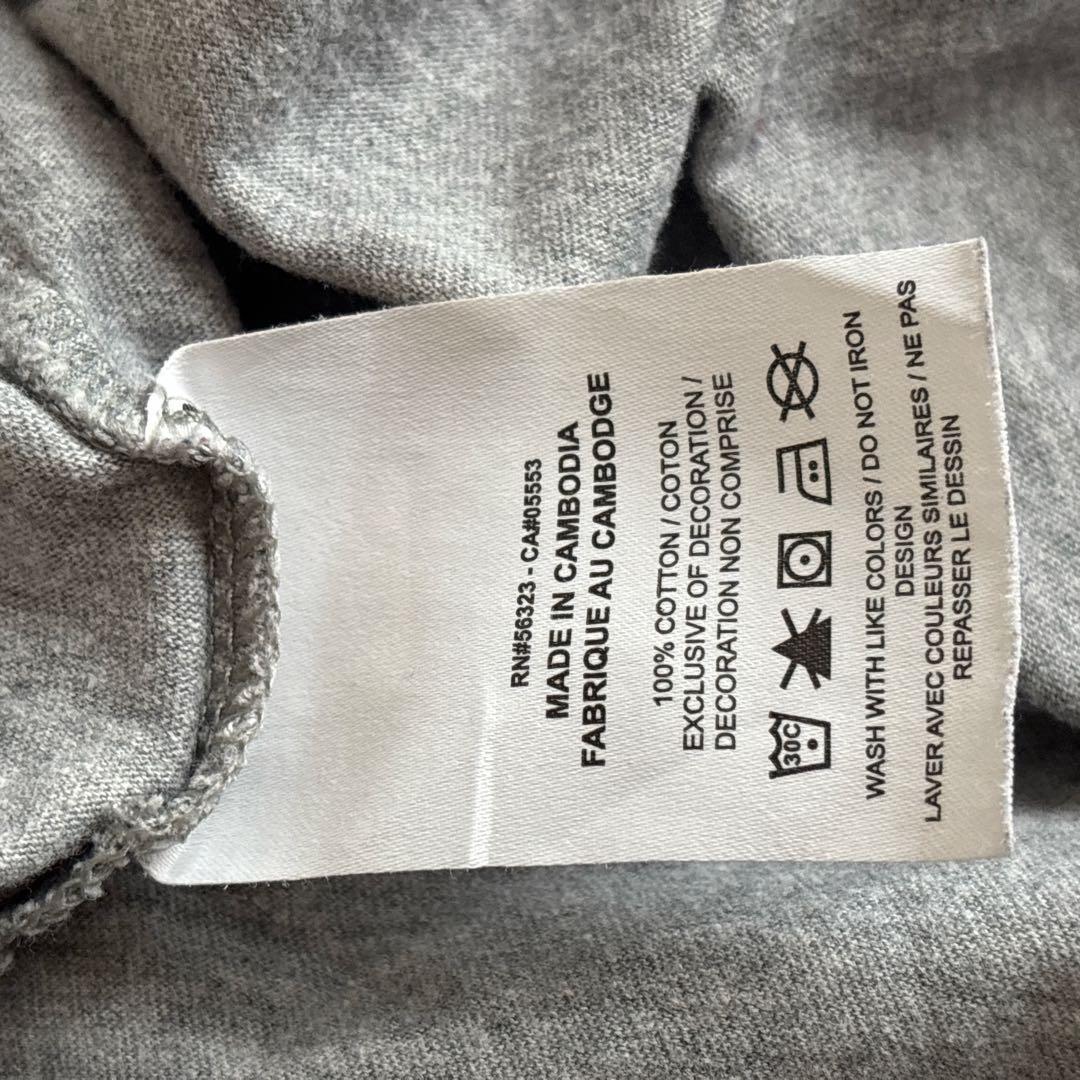 RN#56323 - CA#05553
MADE IN CAMBODIA
FABRIQUE AU CAMBODGE
100% COTTON / COTON
EXCLUSIVE OF DECORATION /
DECORATION NON COMPRISE
30C
WASH WITH LIKE COLORS / DO NOT IRON
DESIGN
LAVER AVEC COULEURS SIMILAIRES / NE PAS
REPASSER LE DESSIN